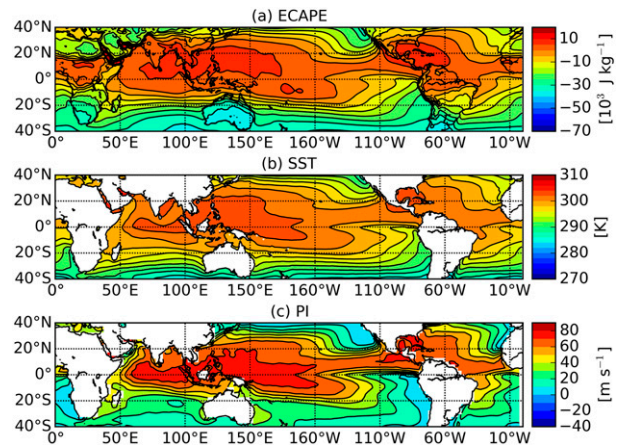 (a) ECAPE
40°N
20°N
0°
20°S
40°S
0° 50°E 100°E 150°E 160°W 110°W 60°W 10°W
10
−10
−30
−50
−70
[10³ J kg⁻¹]
(b) SST
40°N
20°N
0°
20°S
40°S
0° 50°E 100°E 150°E 160°W 110°W 60°W 10°W
310
300
290
280
270
[K]
(c) PI
40°N
20°N
0°
20°S
40°S
0° 50°E 100°E 150°E 160°W 110°W 60°W 10°W
80
60
40
20
0
−20
−40
[m s⁻¹]